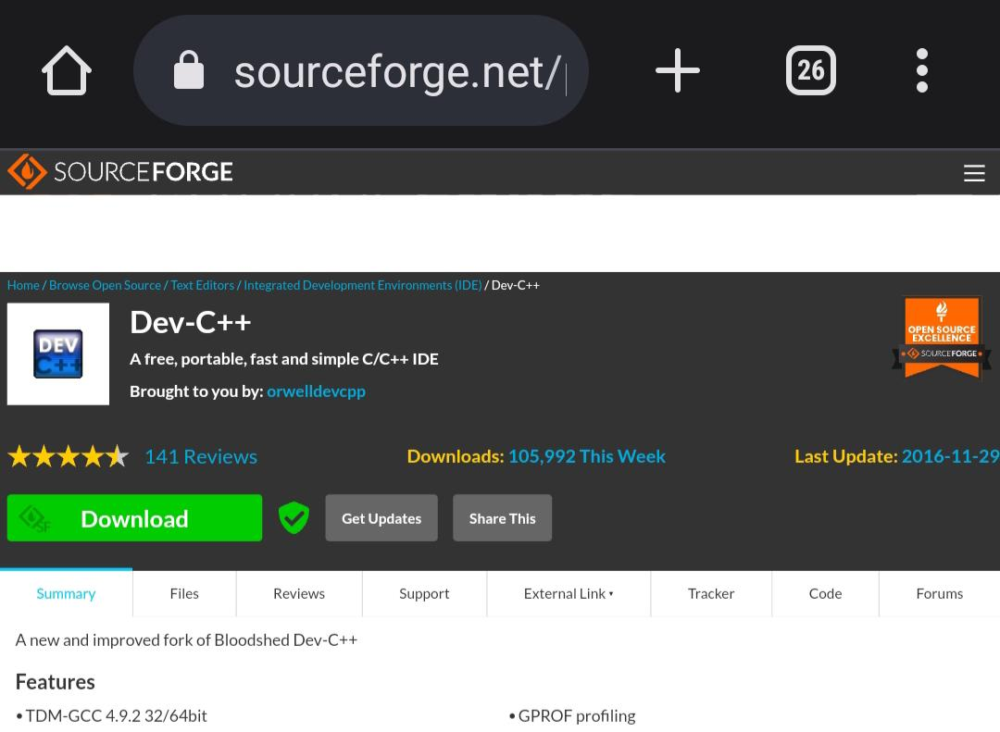 sourceforge.net/
26
SOURCEFORGE
Home / Browse Open Source / Text Editors / Integrated Development Environments (IDE) / Dev-C++
DEV
C++
Dev-C++
A free, portable, fast and simple C/C++ IDE
Brought to you by: orwelldevcpp
OPEN SOURCE
EXCELLENCE
SOURCEFORGE
141 Reviews
Downloads: 105,992 This Week
Last Update: 2016-11-29
SF
Download
Get Updates
Share This
Summary
Files
Reviews
Support
External Link
Tracker
Code
Forums
A new and improved fork of Bloodshed Dev-C++
Features
• TDM-GCC 4.9.2 32/64bit
• GPROF profiling